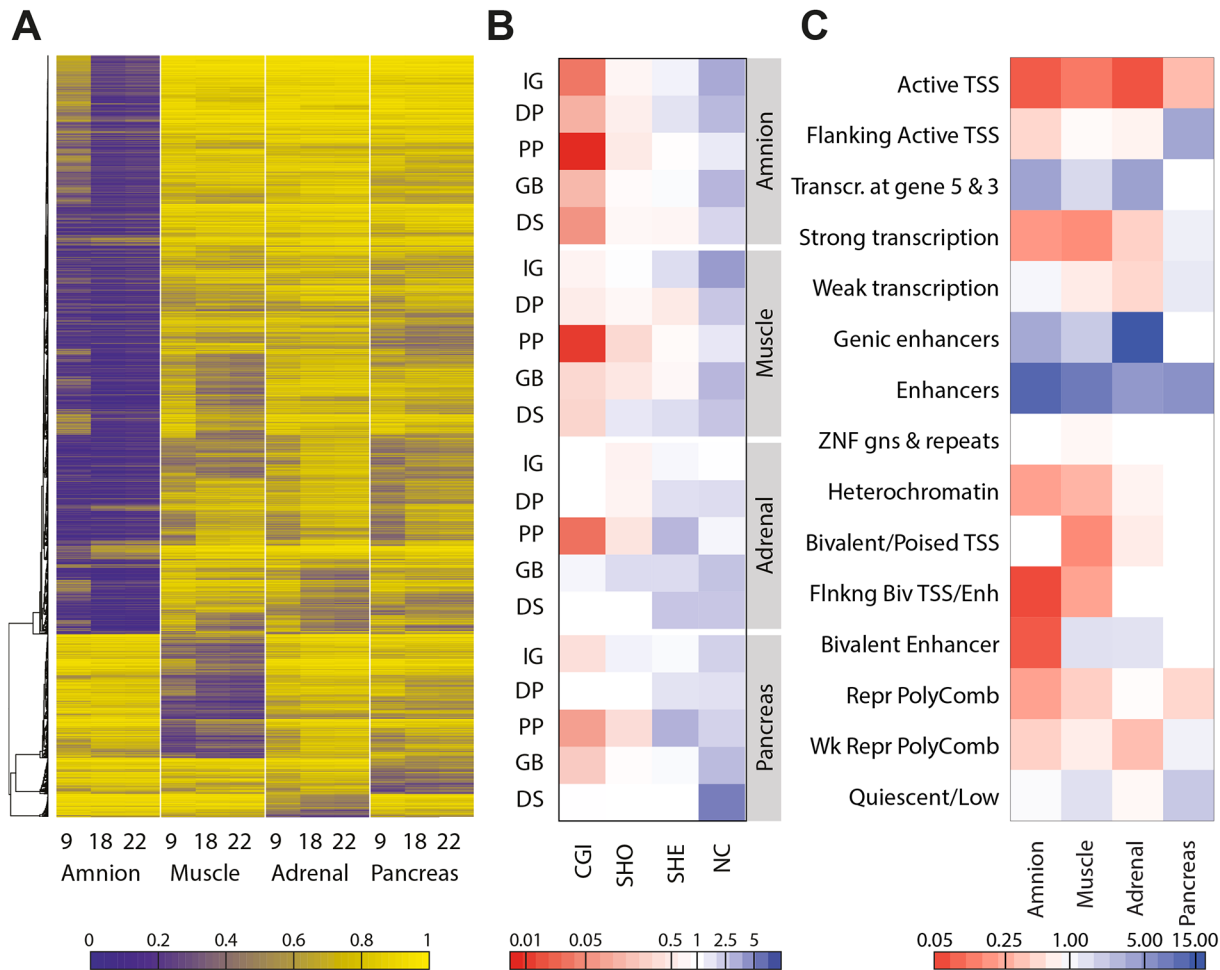 A
B
C
IG
DP
PP
GB
DS
Amnion
IG
DP
PP
GB
DS
Muscle
IG
DP
PP
GB
DS
Adrenal
IG
DP
PP
GB
DS
Pancreas
Active TSS
Flanking Active TSS
Transcr. at gene 5 & 3
Strong transcription
Weak transcription
Genic enhancers
Enhancers
ZNF gns & repeats
Heterochromatin
Bivalent/Poised TSS
Flnkng Biv TSS/Enh
Bivalent Enhancer
Repr PolyComb
Wk Repr PolyComb
Quiescent/Low
9 18 22 9 18 22 9 18 22 9 18 22
Amnion Muscle Adrenal Pancreas
CGI SHO SHE NC
Amnion Muscle Adrenal Pancreas
0 0.2 0.4 0.6 0.8 1
0.01 0.05 0.5 1 2.5 5
0.05 0.25 1.00 5.00 15.00